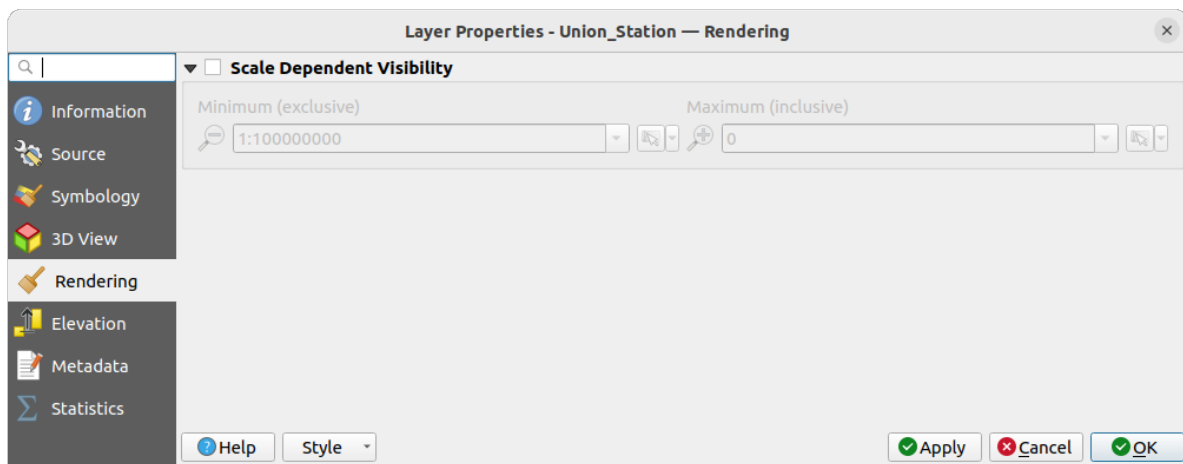 Layer Properties - Union_Station — Rendering
Scale Dependent Visibility
Information
Source
Symbology
3D View
Rendering
Elevation
Metadata
Statistics
Minimum (exclusive)
Maximum (inclusive)
1:100000000
0
Help
Style
Apply
Cancel
OK